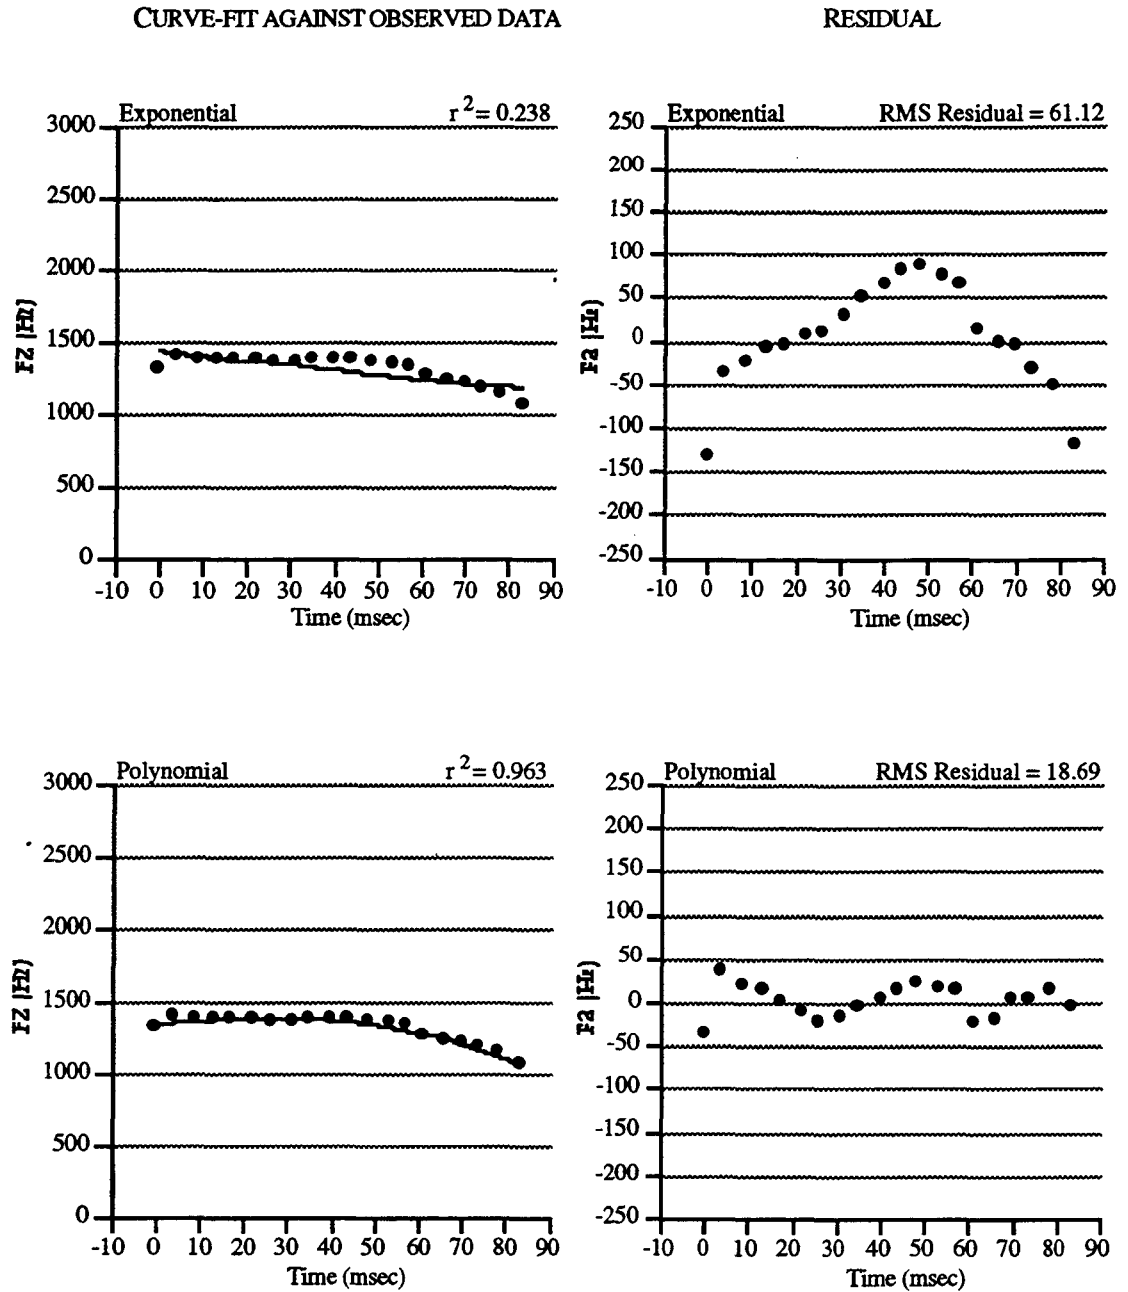 CURVE-FIT AGAINST OBSERVED DATA
RESIDUAL
Exponential r² = 0.238
3000
2500
2000
1500
1000
500
0
F2 (Hz)
-10 0 10 20 30 40 50 60 70 80 90
Time (msec)
Exponential RMS Residual = 61.12
250
200
150
100
50
0
-50
-100
-150
-200
-250
F2 (Hz)
-10 0 10 20 30 40 50 60 70 80 90
Time (msec)
Polynomial r² = 0.963
3000
2500
2000
1500
1000
500
0
F2 (Hz)
-10 0 10 20 30 40 50 60 70 80 90
Time (msec)
Polynomial RMS Residual = 18.69
250
200
150
100
50
0
-50
-100
-150
-200
-250
F2 (Hz)
-10 0 10 20 30 40 50 60 70 80 90
Time (msec)